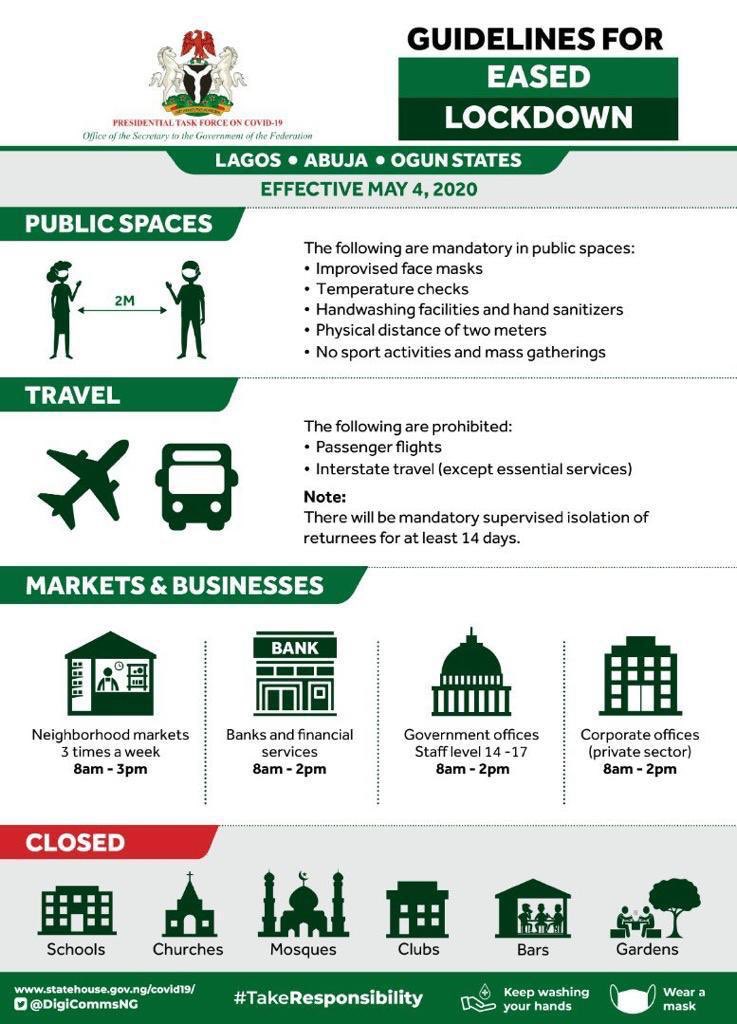 GUIDELINES FOR
EASED
LOCKDOWN
PRESIDENTIAL TASK FORCE ON COVID-19
Office of the Secretary to the Government of the Federation
LAGOS • ABUJA • OGUN STATES
EFFECTIVE MAY 4, 2020
PUBLIC SPACES
2M
The following are mandatory in public spaces:
• Improvised face masks
• Temperature checks
• Handwashing facilities and hand sanitizers
• Physical distance of two meters
• No sport activities and mass gatherings
TRAVEL
The following are prohibited:
• Passenger flights
• Interstate travel (except essential services)
Note:
There will be mandatory supervised isolation of
returnees for at least 14 days.
MARKETS & BUSINESSES
Neighborhood markets
3 times a week
8am - 3pm
BANK
Banks and financial
services
8am - 2pm
Government offices
Staff level 14 -17
8am - 2pm
Corporate offices
(private sector)
8am - 2pm
CLOSED
Schools
Churches
Mosques
Clubs
Bars
Gardens
www.statehouse.gov.ng/covid19/
@DigiCommsNG
#TakeResponsibility
Keep washing
your hands
Wear a
mask